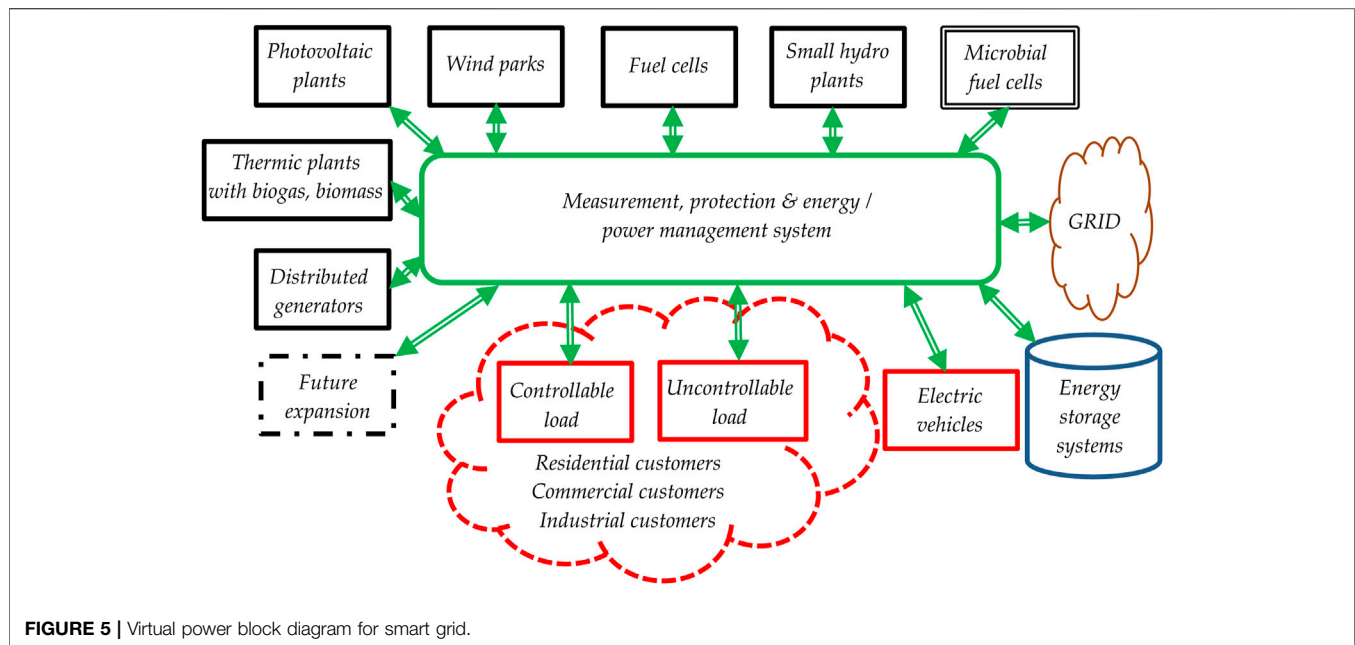 Photovoltaic
plants
Wind parks
Fuel cells
Small hydro
plants
Microbial
fuel cells
Thermic plants
with biogas, biomass
Measurement, protection & energy /
power management system
GRID
Distributed
generators
Future
expansion
Controllable
load
Uncontrollable
load
Electric
vehicles
Energy
storage
systems
Residential customers
Commercial customers
Industrial customers
FIGURE 5 | Virtual power block diagram for smart grid.